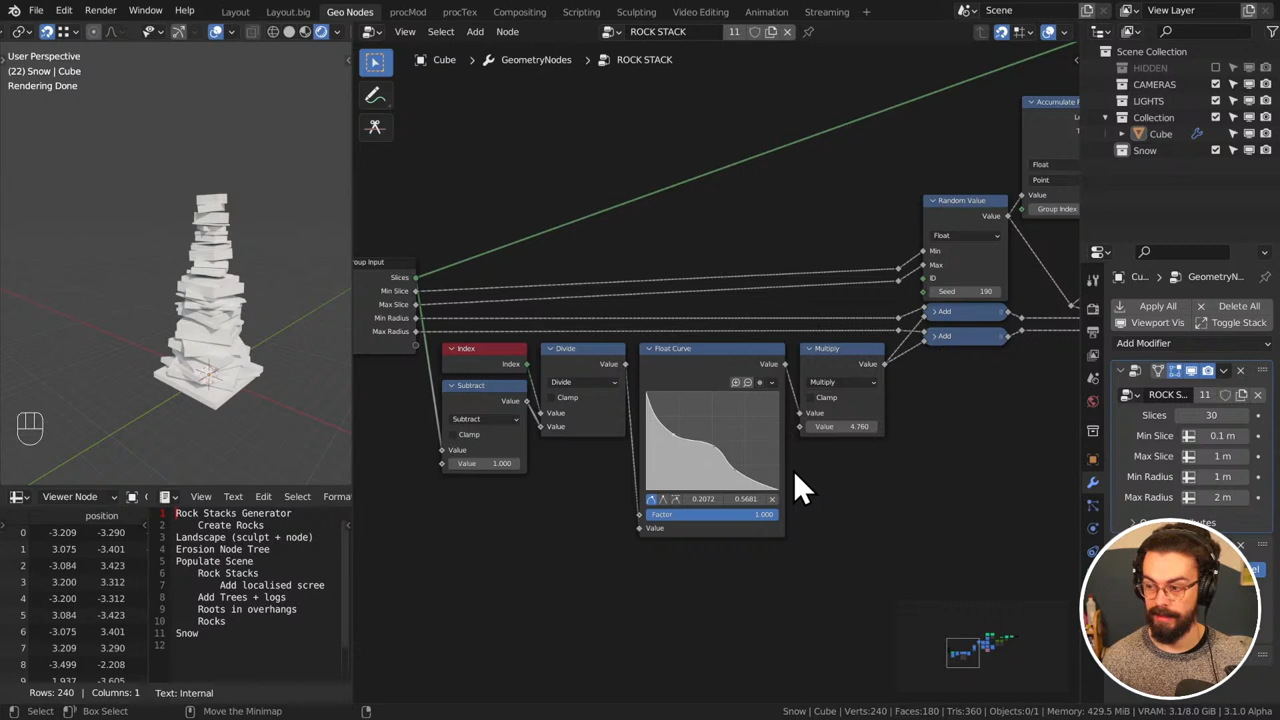 File Edit Render Window Help
Layout Layout.big Geo Nodes procMod procTex Compositing Scripting Sculpting Video Editing Animation Streaming
Scene
View Layer
View Select Add Node
ROCK STACK 11
Cube GeometryNodes ROCK STACK
User Perspective
(22) Snow | Cube
Rendering Done
Scene Collection
HIDDEN
CAMERAS
LIGHTS
Collection
Cube
Snow
Accumulate F
Float
Point
Value
Group Index
Random Value
Value
Float
Min
Max
ID
Seed 190
Add
Add
roup Input
Slices
Min Slice
Max Slice
Min Radius
Max Radius
Index
Index
Subtract
Value
Subtract
Clamp
Value
Value 1.000
Divide
Value
Divide
Clamp
Value
Value
Float Curve
Value
0.2072 0.5681
Factor 1.000
Value
Multiply
Value
Multiply
Clamp
Value
Value 4.760
Cu... GeometryN...
Apply All Delete All
Viewport Vis Toggle Stack
Add Modifier
ROCK S... 11
Slices 30
Min Slice 0.1 m
Max Slice 1 m
Min Radius 1 m
Max Radius 2 m
Viewer Node
position
0 -3.209 -3.290
1 3.075 -3.401
2 -3.084 3.423
3 3.200 3.312
4 -3.200 -3.312
5 3.084 -3.423
6 -3.075 3.401
7 3.209 3.290
8 -3.499 -2.208
Rows: 240 | Columns: 1
View Text Edit Select Forma
1 Rock Stacks Generator
2 Create Rocks
3 Landscape (sculpt + node)
4 Erosion Node Tree
5 Populate Scene
6 Rock Stacks
7 Add localised scree
8 Add Trees + logs
9 Roots in overhangs
10 Rocks
11 Snow
12
Text: Internal
Select Box Select Move the Minimap
Snow | Cube | Verts:240 | Faces:180 | Tris:360 | Objects:0/1 | Memory: 429.5 MiB | VRAM: 3.1/8.0 GiB | 3.1.0 Alpha